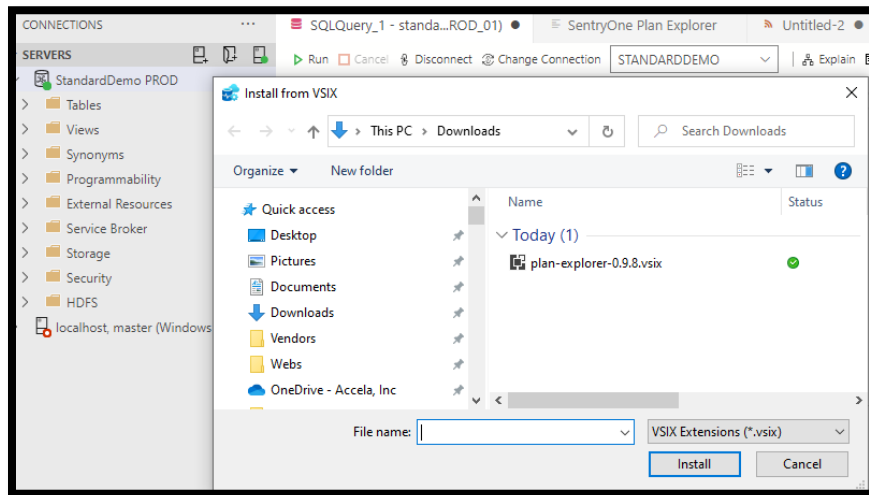 CONNECTIONS ...
SQLQuery_1 - standa...ROD_01) ●
SentryOne Plan Explorer
Untitled-2 ●
SERVERS
Run Cancel Disconnect Change Connection STANDARDDEMO Explain
StandardDemo PROD
Tables
Views
Synonyms
Programmability
External Resources
Service Broker
Storage
Security
HDFS
localhost, master (Windows
Install from VSIX
This PC > Downloads
Search Downloads
Organize New folder
Quick access
Desktop
Pictures
Documents
Downloads
Vendors
Webs
OneDrive - Accela, Inc
Name Status
Today (1)
plan-explorer-0.9.8.vsix
File name: VSIX Extensions (*.vsix)
Install Cancel